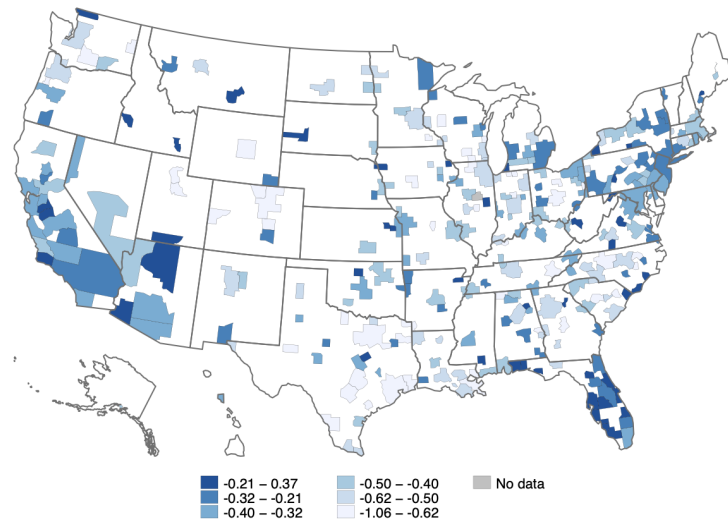 -0.21 – 0.37
-0.32 – -0.21
-0.40 – -0.32
-0.50 – -0.40
-0.62 – -0.50
-1.06 – -0.62
No data